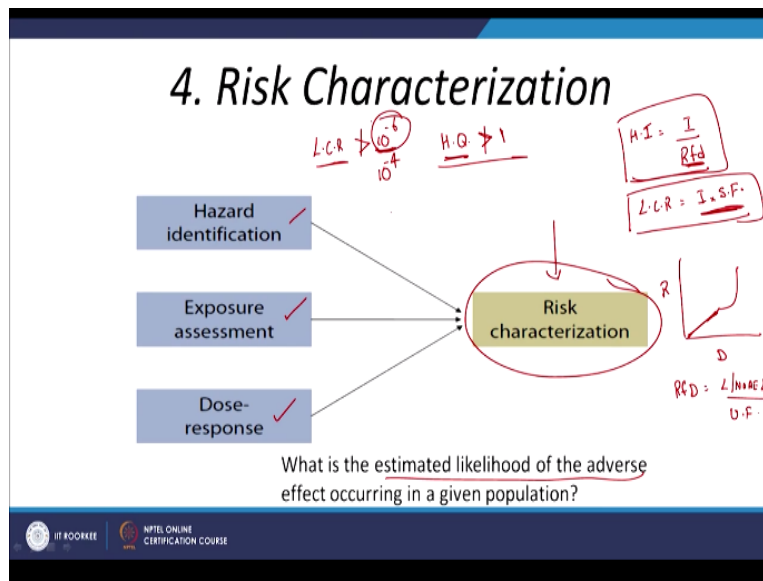 4. Risk Characterization
L.C.R > 10^-6
10^-4
H.Q. > 1
H.I = I / Rfd
L.C.R = I x S.F.
Hazard
identification
Exposure
assessment
Dose-
response
Risk
characterization
R
D
RfD = L/NOAEL
U.F.
What is the estimated likelihood of the adverse
effect occurring in a given population?
IIT ROORKEE
NPTEL ONLINE
CERTIFICATION COURSE